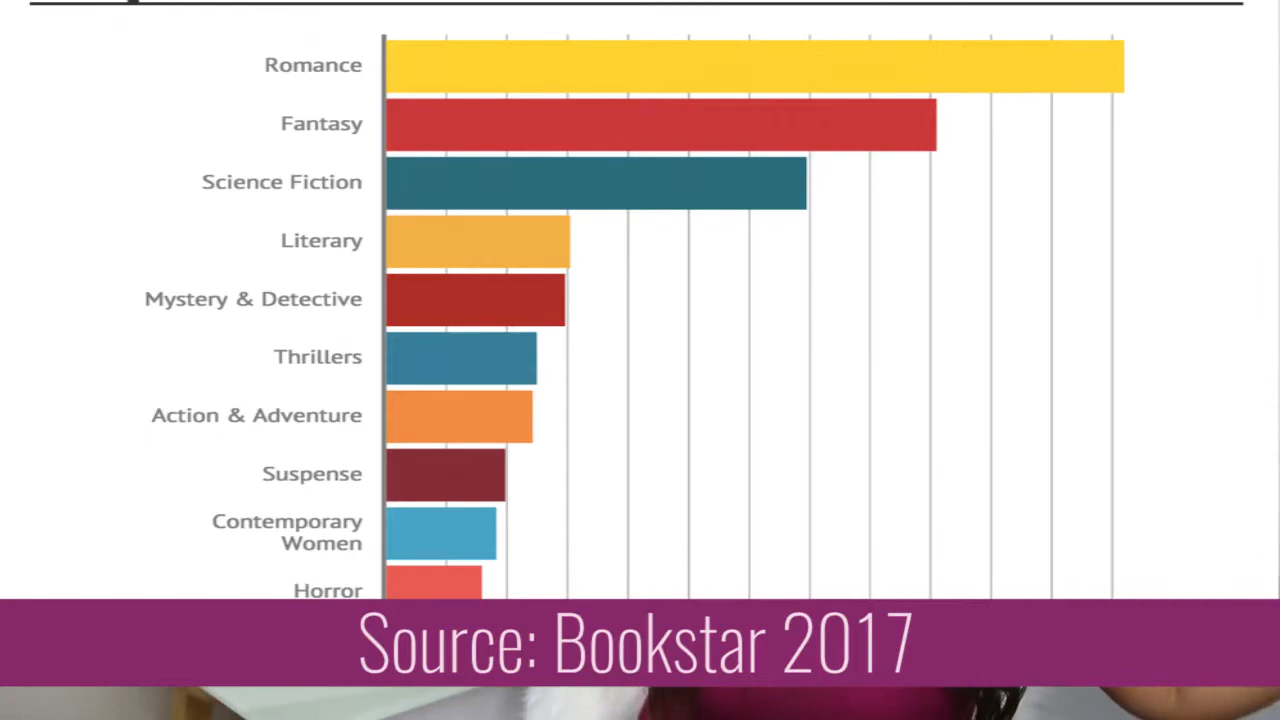 Romance
Fantasy
Science Fiction
Literary
Mystery & Detective
Thrillers
Action & Adventure
Suspense
Contemporary
Women
Horror
Source: Bookstar 2017